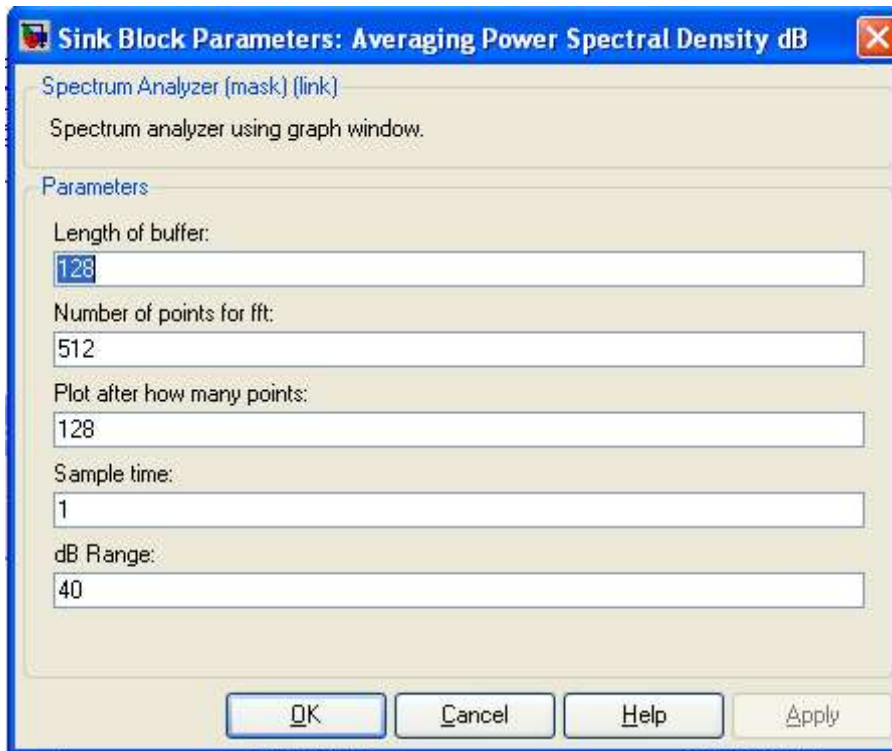 Sink Block Parameters: Averaging Power Spectral Density dB
Spectrum Analyzer (mask) (link)
Spectrum analyzer using graph window.
Parameters
Length of buffer:
128
Number of points for fft:
512
Plot after how many points:
128
Sample time:
1
dB Range:
40
OK Cancel Help Apply